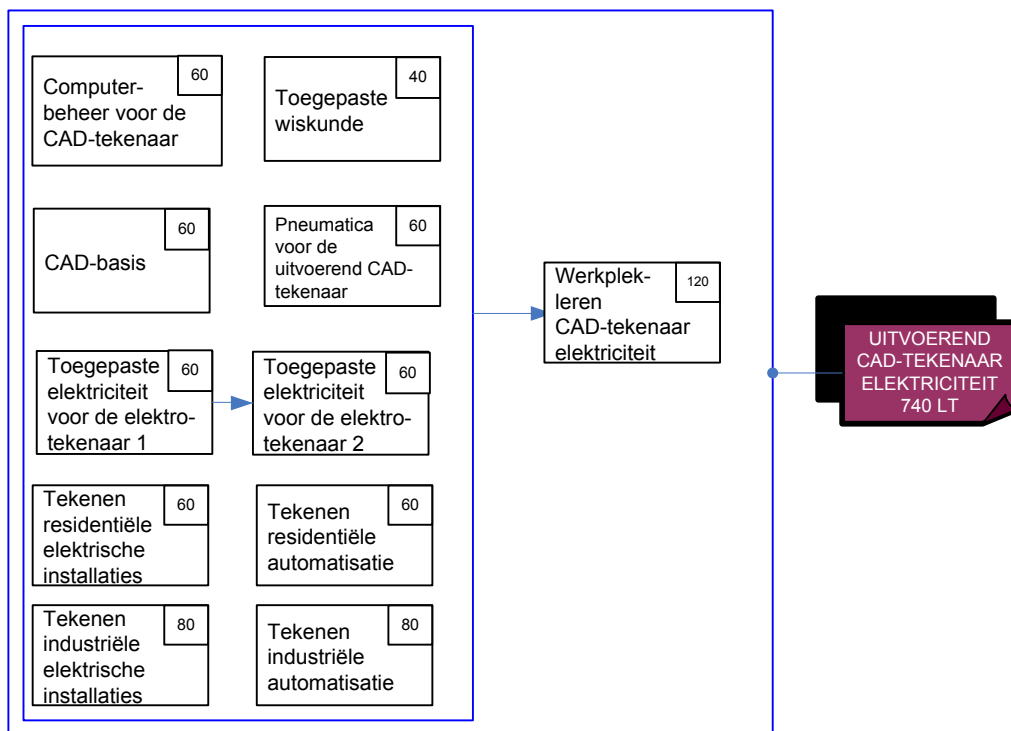 60
Computer-
beheer voor de
CAD-tekenaar
40
Toegepaste
wiskunde
60
CAD-basis
60
Pneumatica
voor de
uitvoerend CAD-
tekenaar
120
Werkplek-
leren
CAD-tekenaar
elektriciteit
60
Toegepaste
elektriciteit
voor de elektro-
tekenaar 1
60
Toegepaste
elektriciteit
voor de elektro-
tekenaar 2
60
Tekenen
residentiële
elektrische
installaties
60
Tekenen
residentiële
automatisatie
80
Tekenen
industriële
elektrische
installaties
80
Tekenen
industriële
automatisatie
UITVOEREND
CAD-TEKENAAR
ELEKTRICITEIT
740 LT